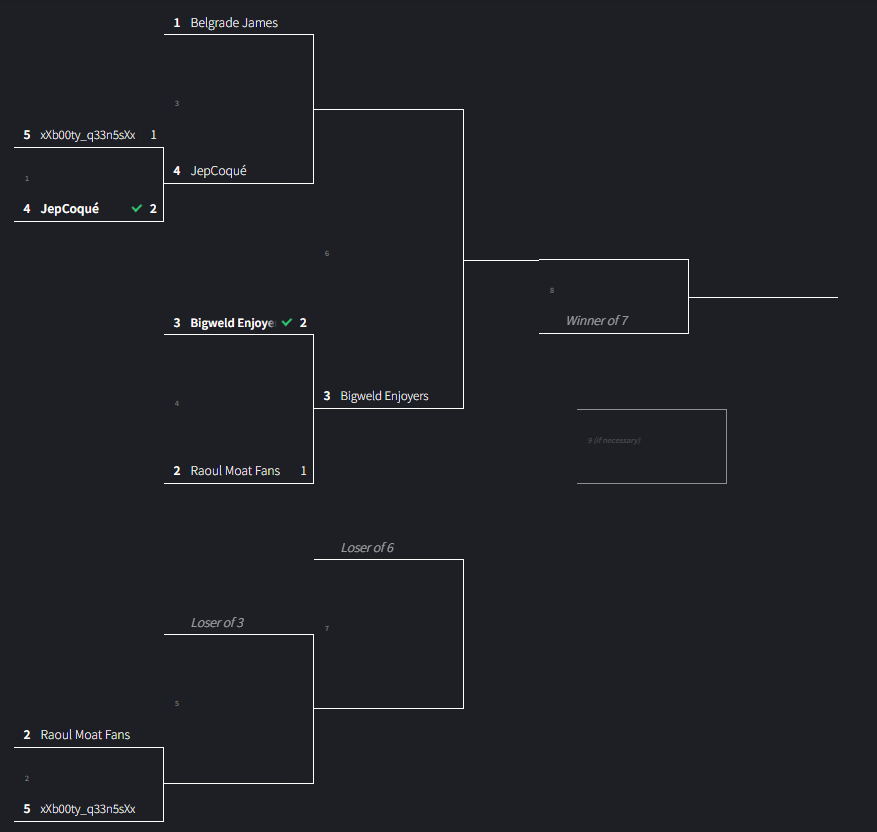 1 Belgrade James
3
5 xXb00ty_q33n5sXx 1
1
4 JepCoqué
4 JepCoqué 2
6
8
3 Bigweld Enjoye 2
Winner of 7
3 Bigweld Enjoyers
4
9 (if necessary)
2 Raoul Moat Fans 1
Loser of 6
Loser of 3
7
5
2 Raoul Moat Fans
2
5 xXb00ty_q33n5sXx